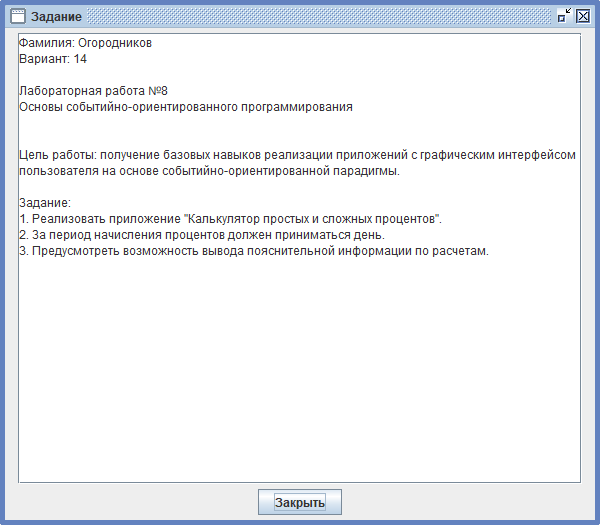 Задание
Фамилия: Огородников
Вариант: 14
Лабораторная работа №8
Основы событийно-ориентированного программирования
Цель работы: получение базовых навыков реализации приложений с графическим интерфейсом
пользователя на основе событийно-ориентированной парадигмы.
Задание:
1. Реализовать приложение "Калькулятор простых и сложных процентов".
2. За период начисления процентов должен приниматься день.
3. Предусмотреть возможность вывода пояснительной информации по расчетам.
Закрыть